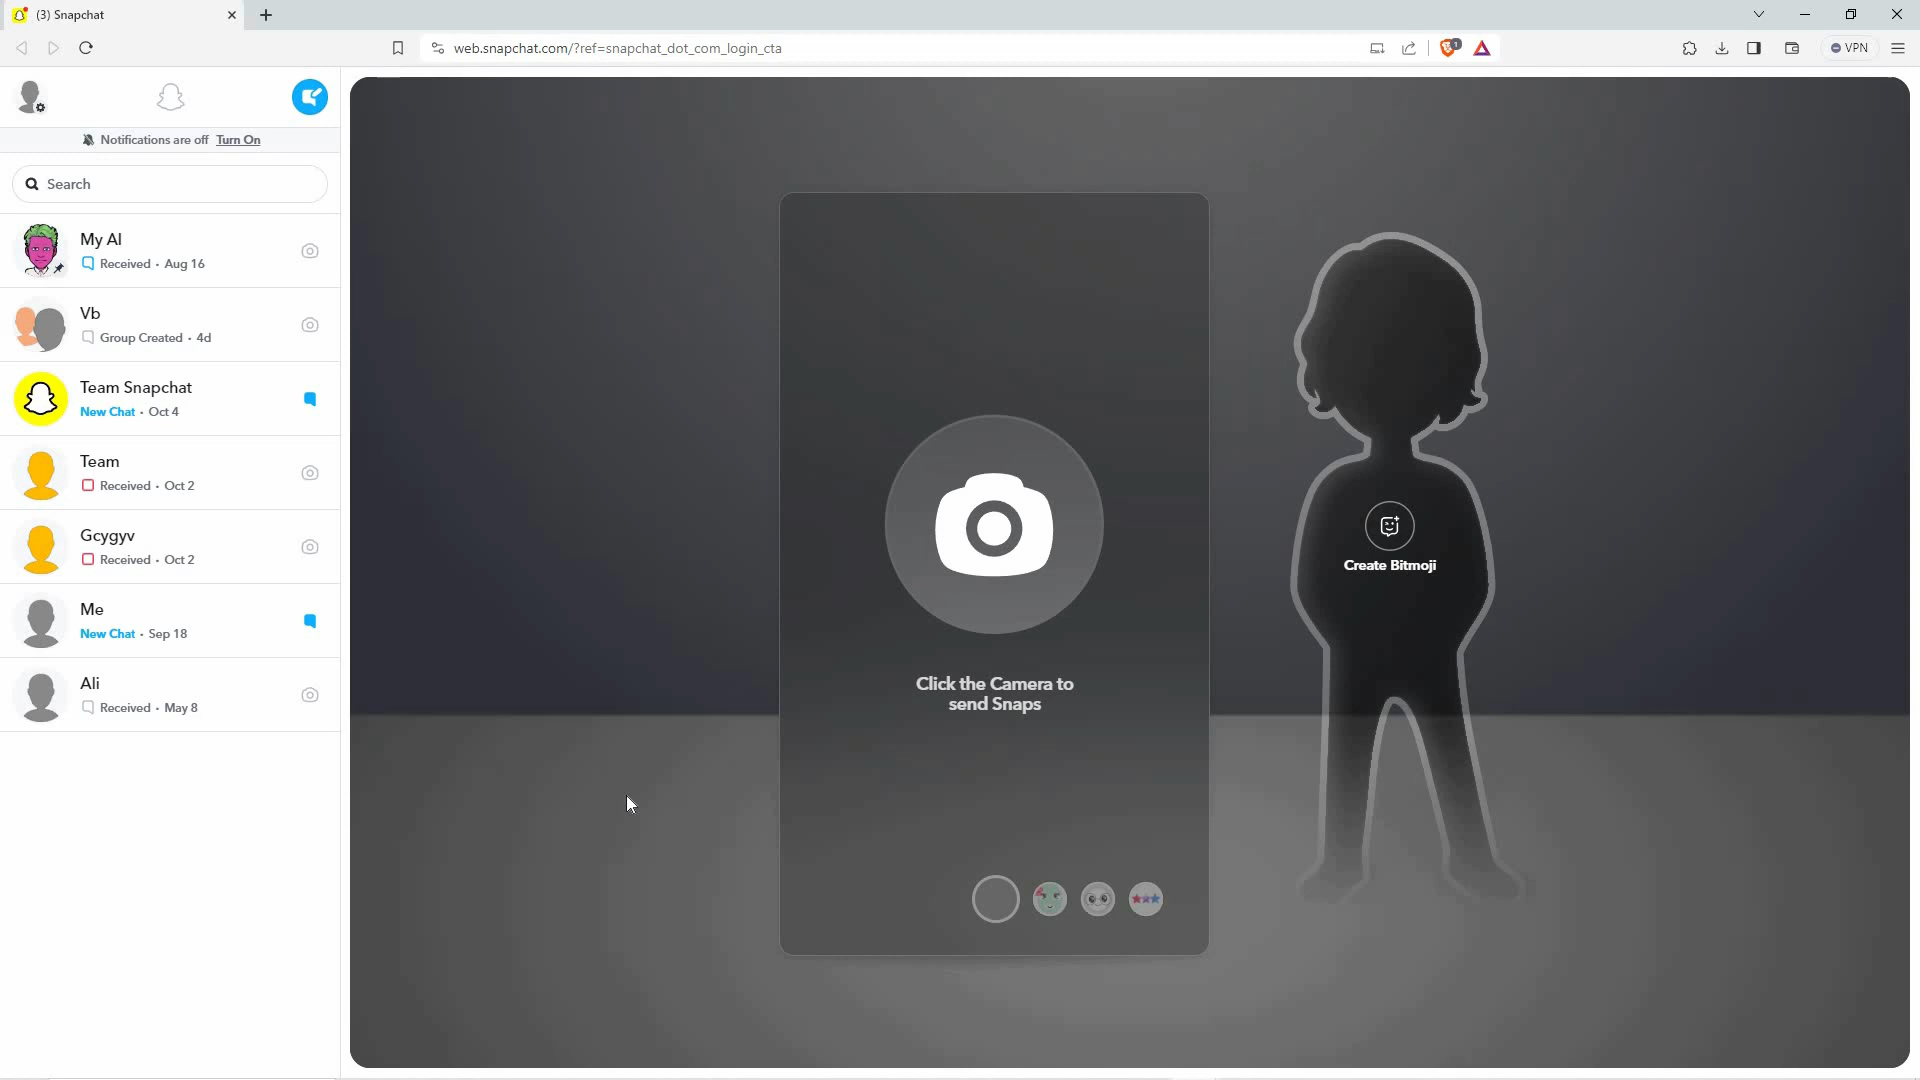 (3) Snapchat
web.snapchat.com/?ref=snapchat_dot_com_login_cta
1
VPN
Notifications are off Turn On
Search
My AI
Received · Aug 16
Vb
Group Created · 4d
Team Snapchat
New Chat · Oct 4
Team
Received · Oct 2
Gcygyv
Received · Oct 2
Me
New Chat · Sep 18
Ali
Received · May 8
Click the Camera to
send Snaps
Create Bitmoji